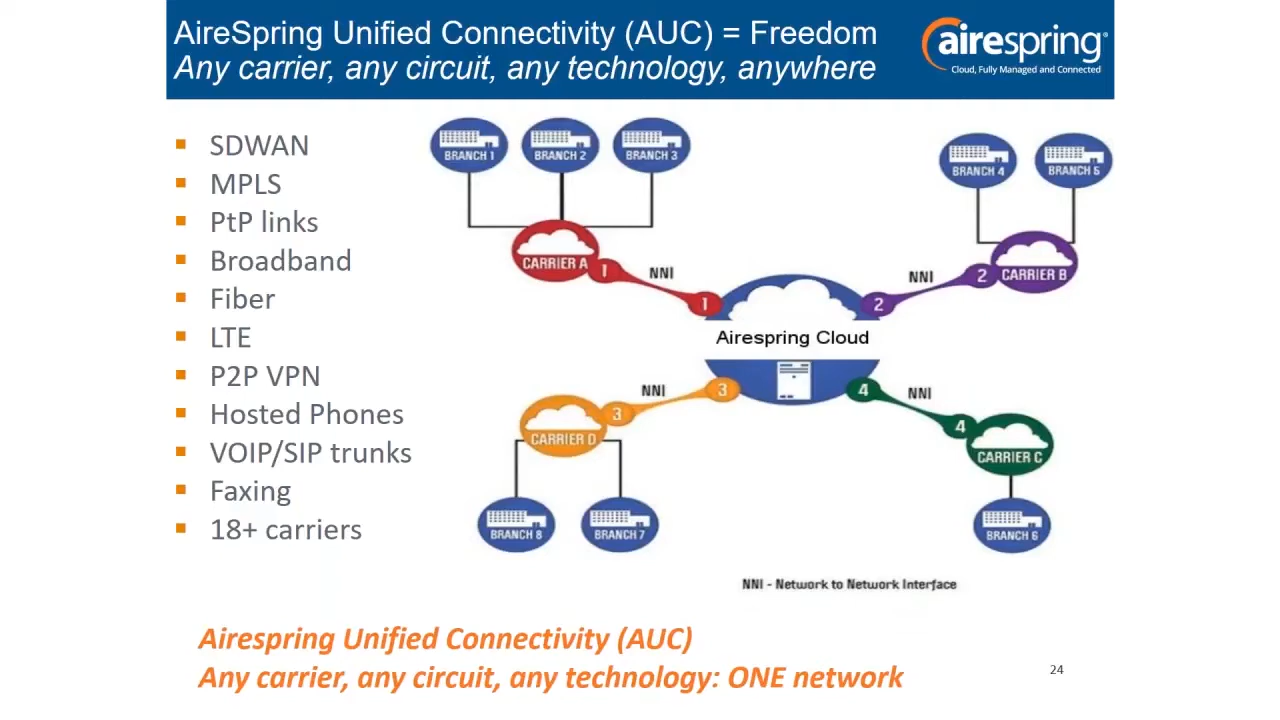 AireSpring Unified Connectivity (AUC) = Freedom
Any carrier, any circuit, any technology, anywhere
airespring®
Cloud, Fully Managed and Connected
SDWAN
MPLS
PtP links
Broadband
Fiber
LTE
P2P VPN
Hosted Phones
VOIP/SIP trunks
Faxing
18+ carriers
BRANCH 1
BRANCH 2
BRANCH 3
BRANCH 4
BRANCH 5
CARRIER A
1
NNI
1
CARRIER B
2
NNI
2
Airespring Cloud
3
NNI
3
CARRIER D
4
NNI
4
CARRIER C
BRANCH 8
BRANCH 7
BRANCH 6
NNI - Network to Network Interface
Airespring Unified Connectivity (AUC)
Any carrier, any circuit, any technology: ONE network
24